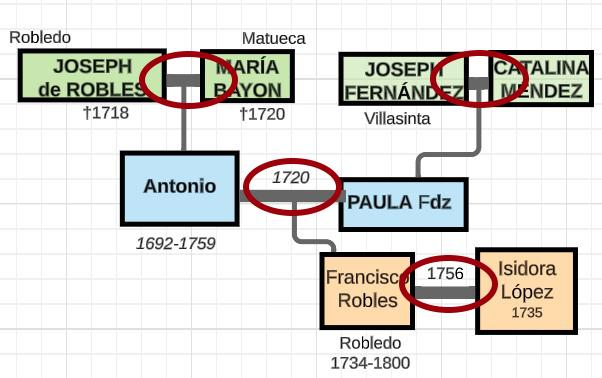 Robledo
Matueca
JOSEPH
de ROBLES
MARÍA
BAYON
JOSEPH
FERNÁNDEZ
CATALINA
MENDEZ
†1718
†1720
Villasinta
Antonio
1720
PAULA Fdz
1692-1759
Francisco
Robles
1756
Isidora
López
1735
Robledo
1734-1800